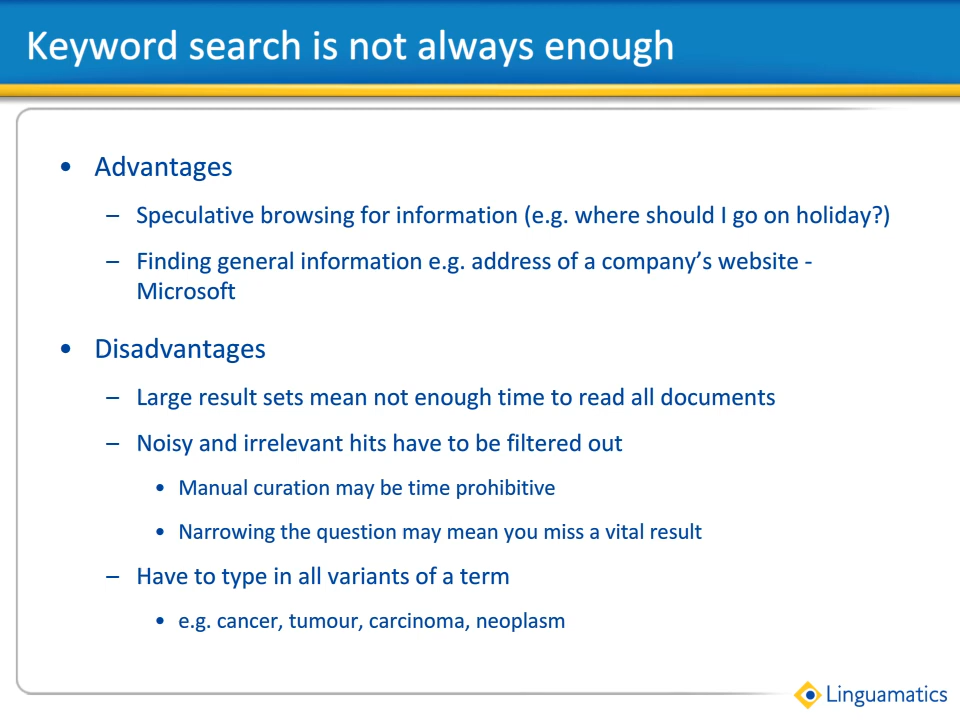 Keyword search is not always enough
• Advantages
– Speculative browsing for information (e.g. where should I go on holiday?)
– Finding general information e.g. address of a company’s website -
Microsoft
• Disadvantages
– Large result sets mean not enough time to read all documents
– Noisy and irrelevant hits have to be filtered out
• Manual curation may be time prohibitive
• Narrowing the question may mean you miss a vital result
– Have to type in all variants of a term
• e.g. cancer, tumour, carcinoma, neoplasm
Linguamatics